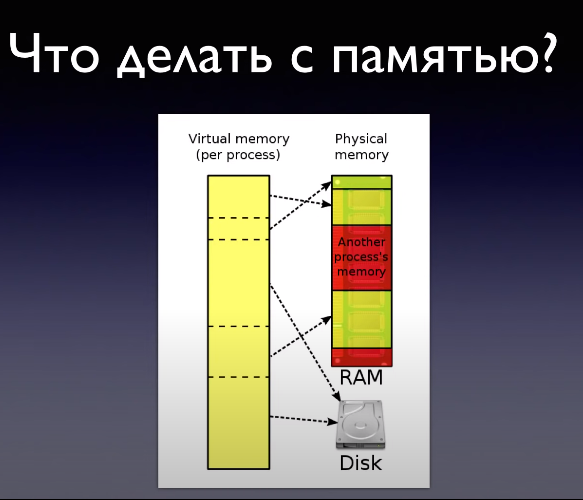 Что делать с памятью?
Virtual memory
(per process)
Physical
memory
Another
process's
memory
RAM
Disk